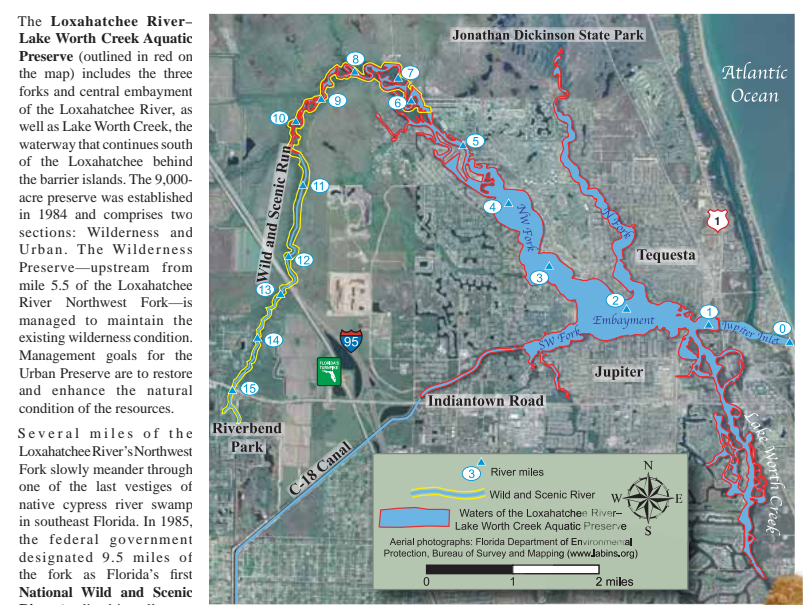 The Loxahatchee River–
Lake Worth Creek Aquatic
Preserve (outlined in red on
the map) includes the three
forks and central embayment
of the Loxahatchee River, as
well as Lake Worth Creek, the
waterway that continues south
of the Loxahatchee behind
the barrier islands. The 9,000-
acre preserve was established
in 1984 and comprises two
sections: Wilderness and
Urban. The Wilderness
Preserve—upstream from
mile 5.5 of the Loxahatchee
River Northwest Fork—is
managed to maintain the
existing wilderness condition.
Management goals for the
Urban Preserve are to restore
and enhance the natural
condition of the resources.
Several miles of the
Loxahatchee River's Northwest
Fork slowly meander through
one of the last vestiges of
native cypress river swamp
in southeast Florida. In 1985,
the federal government
designated 9.5 miles of
the fork as Florida's first
National Wild and Scenic
Jonathan Dickinson State Park
Atlantic
Ocean
8
7
6
9
10
5
11
4
12
3
13
2
14
1
0
15
Wild and Scenic Run
NW Fork
N Fork
1
Tequesta
Embayment
Jupiter Inlet
SW Fork
95
FLORIDA'S
TURNPIKE
Jupiter
Indiantown Road
Riverbend
Park
C-18 Canal
Lake Worth Creek
3 River miles
Wild and Scenic River
Waters of the Loxahatchee River–
Lake Worth Creek Aquatic Preserve
N
W E
S
Aerial photographs: Florida Department of Environmental
Protection, Bureau of Survey and Mapping (www.labins.org)
0 1 2 miles